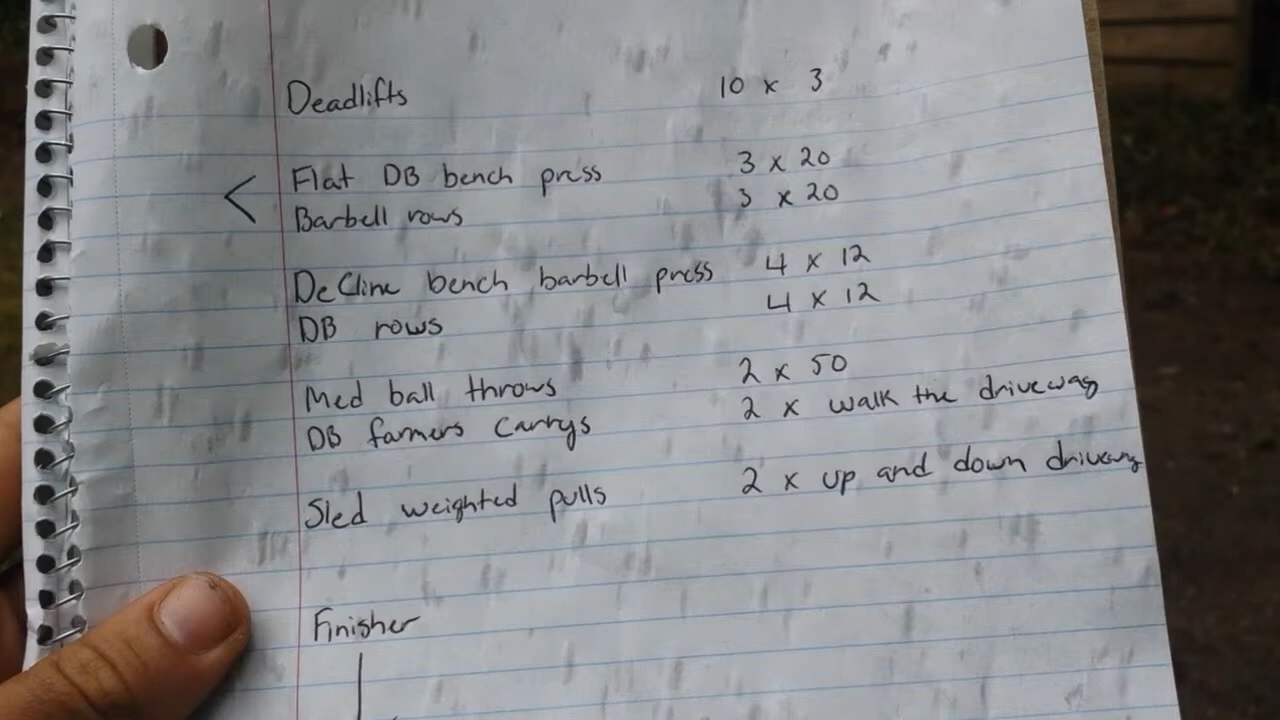 Deadlifts 10 x 3
Flat DB bench press 3 x 20
Barbell rows 3 x 20
DeCline bench barbell press 4 x 12
DB rows 4 x 12
Med ball throws 2 x 50
DB farmers Carrys 2 x walk the driveway
Sled weighted pulls 2 x up and down driveway
Finisher